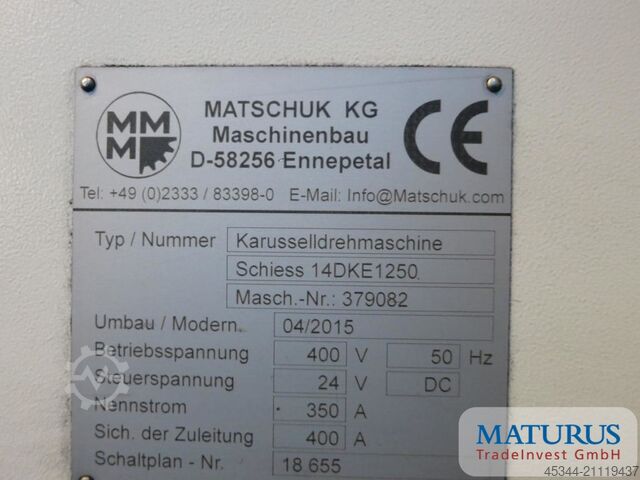 MMM
M
MATSCHUK KG
Maschinenbau
D-58256 Ennepetal
CE
Tel: +49 (0)2333 / 83398-0 E-Mail: Info@Matschuk.com
Typ / Nummer Karusselldrehmaschine
Schiess 14DKE1250
Masch.-Nr.: 379082
Umbau / Modern. 04/2015
Betriebsspannung 400 V 50 Hz
Steuerspannung 24 V DC
Nennstrom 350 A
Sich. der Zuleitung 400 A
Schaltplan - Nr. 18 655
MATURUS
TradeInvest GmbH
45344-21119437